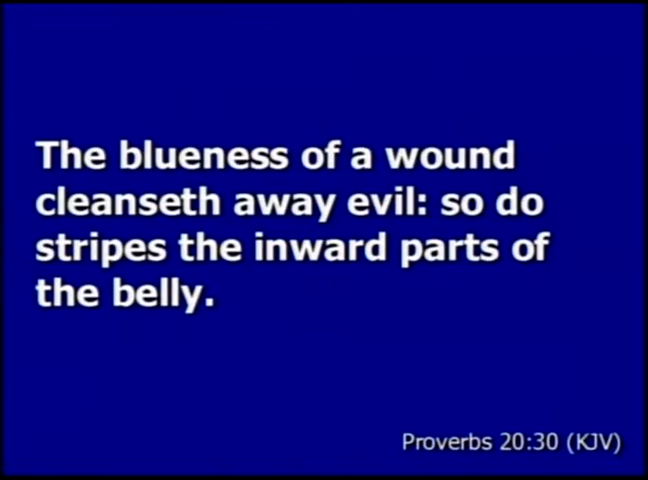 The blueness of a wound
cleanseth away evil: so do
stripes the inward parts of
the belly.
Proverbs 20:30 (KJV)